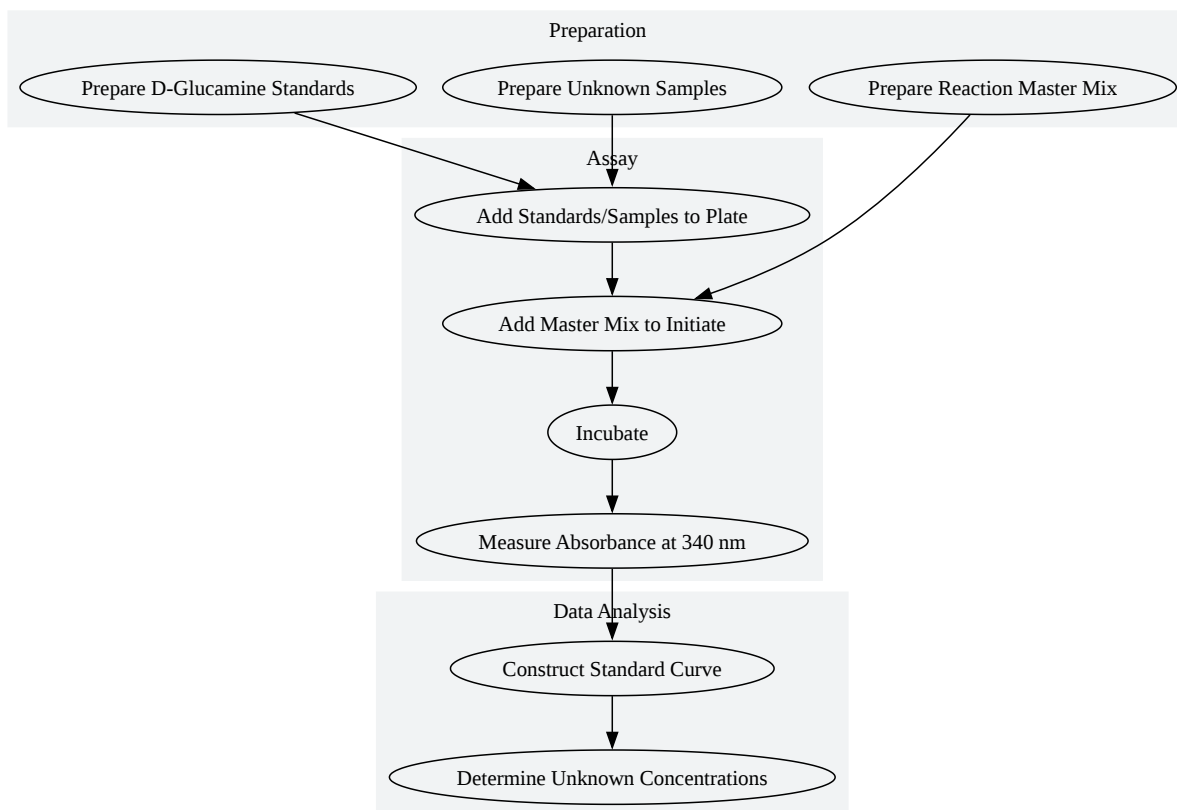 Preparation
Prepare D-Glucamine Standards
Prepare Unknown Samples
Prepare Reaction Master Mix
Assay
Add Standards/Samples to Plate
Add Master Mix to Initiate
Incubate
Measure Absorbance at 340 nm
Data Analysis
Construct Standard Curve
Determine Unknown Concentrations